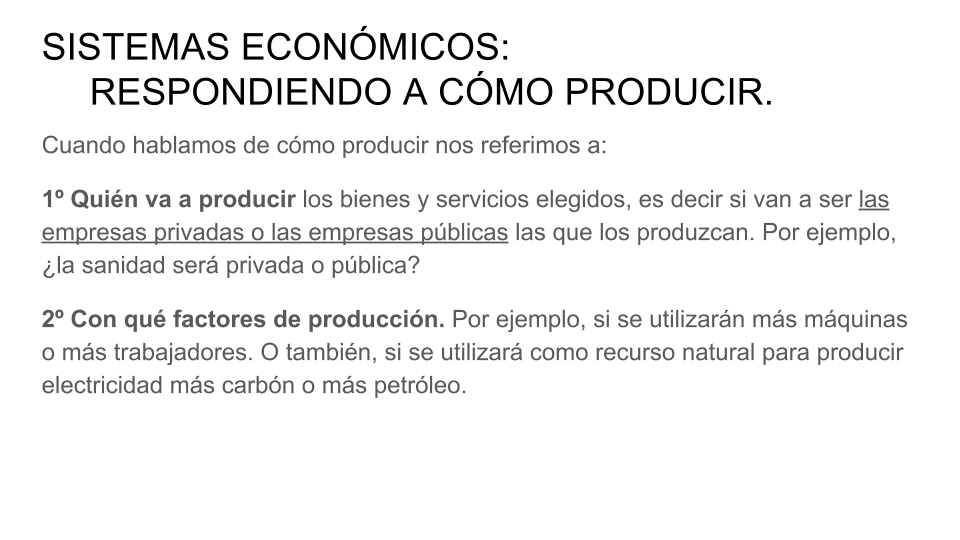 SISTEMAS ECONÓMICOS:
RESPONDIENDO A CÓMO PRODUCIR.
Cuando hablamos de cómo producir nos referimos a:
1º Quién va a producir los bienes y servicios elegidos, es decir si van a ser las
empresas privadas o las empresas públicas las que los produzcan. Por ejemplo,
¿la sanidad será privada o pública?
2º Con qué factores de producción. Por ejemplo, si se utilizarán más máquinas
o más trabajadores. O también, si se utilizará como recurso natural para producir
electricidad más carbón o más petróleo.